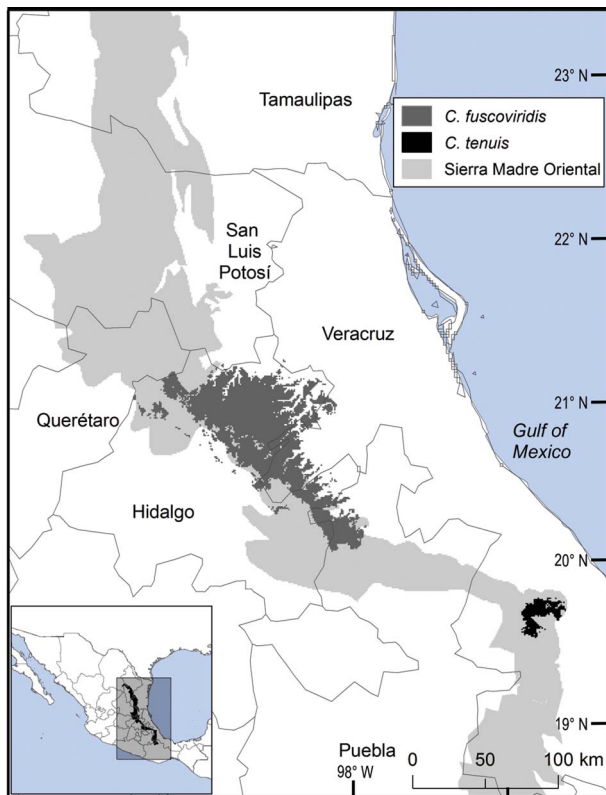 23° N
Tamaulipas
C. fuscoviridis
C. tenuis
Sierra Madre Oriental
San
Luis
Potosí
22° N
Veracruz
21° N
Querétaro
Gulf of
Mexico
Hidalgo
20° N
19° N
Puebla
98° W
0 50 100 km